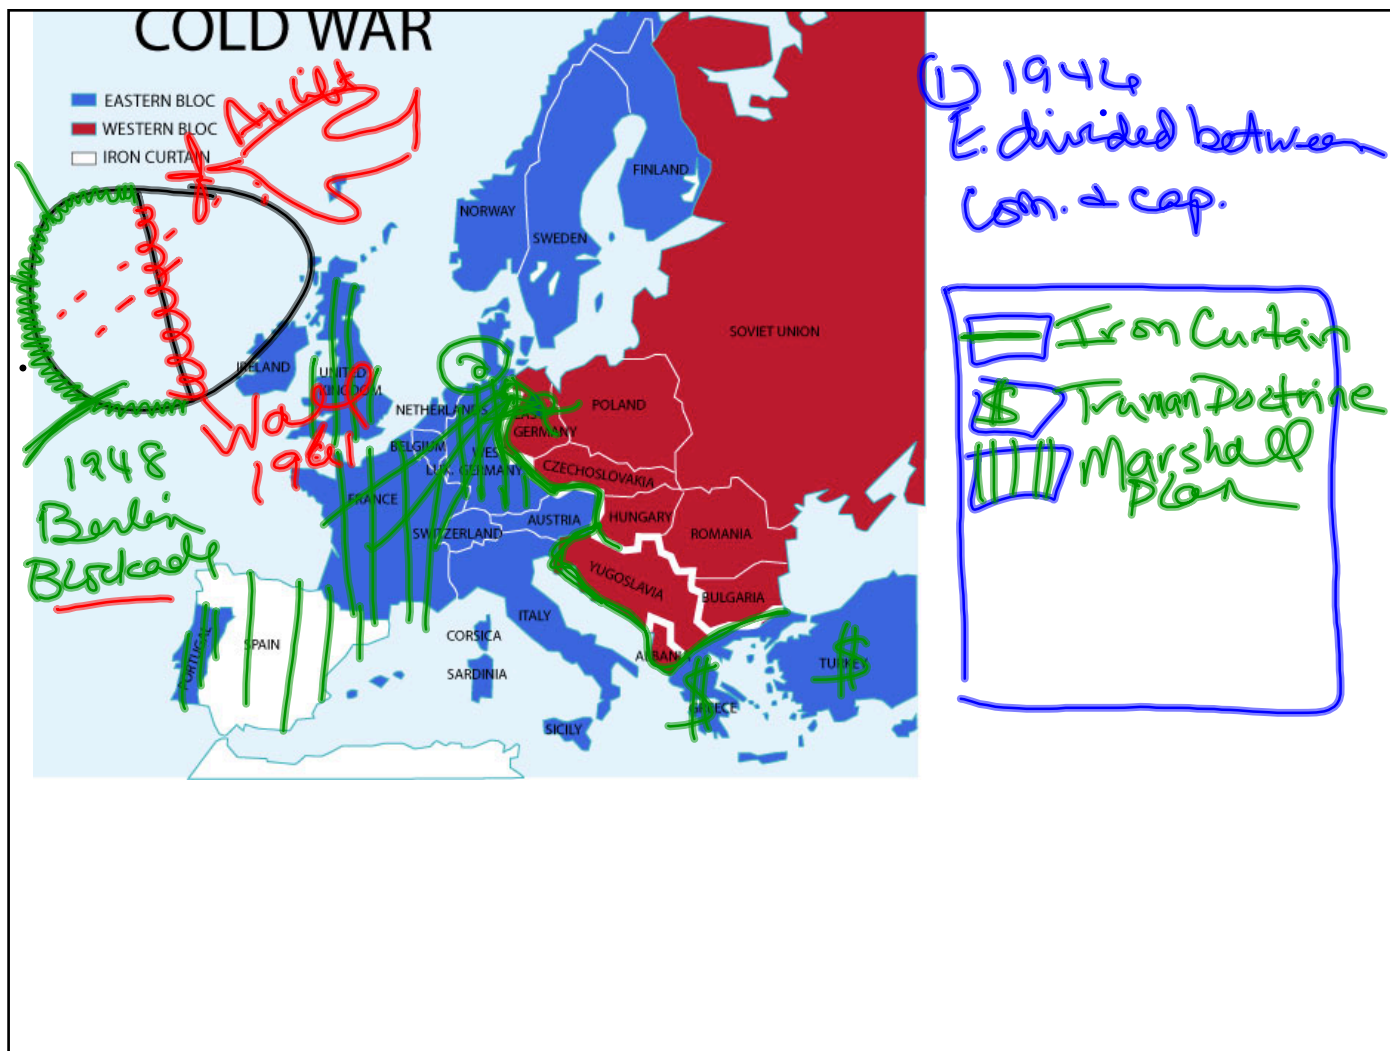 COLD WAR
EASTERN BLOC
WESTERN BLOC
IRON CURTAIN
Airlift
(1) 1946
E. divided between
Com. & cap.
FINLAND
NORWAY
SWEDEN
SOVIET UNION
IRELAND
UNITED
KINGDOM
NETHERLANDS
POLAND
EAST
GERMANY
BELGIUM
WEST
LUX. GERMANY
CZECHOSLOVAKIA
FRANCE
AUSTRIA
HUNGARY
SWITZERLAND
ROMANIA
YUGOSLAVIA
BULGARIA
ITALY
CORSICA
SPAIN
PORTUGAL
ALBANIA
SARDINIA
TURKEY
GREECE
SICILY
$
$
Wall
1961
1948
Berlin
Blockade
Iron Curtain
$ Truman Doctrine
Marshall
Plan